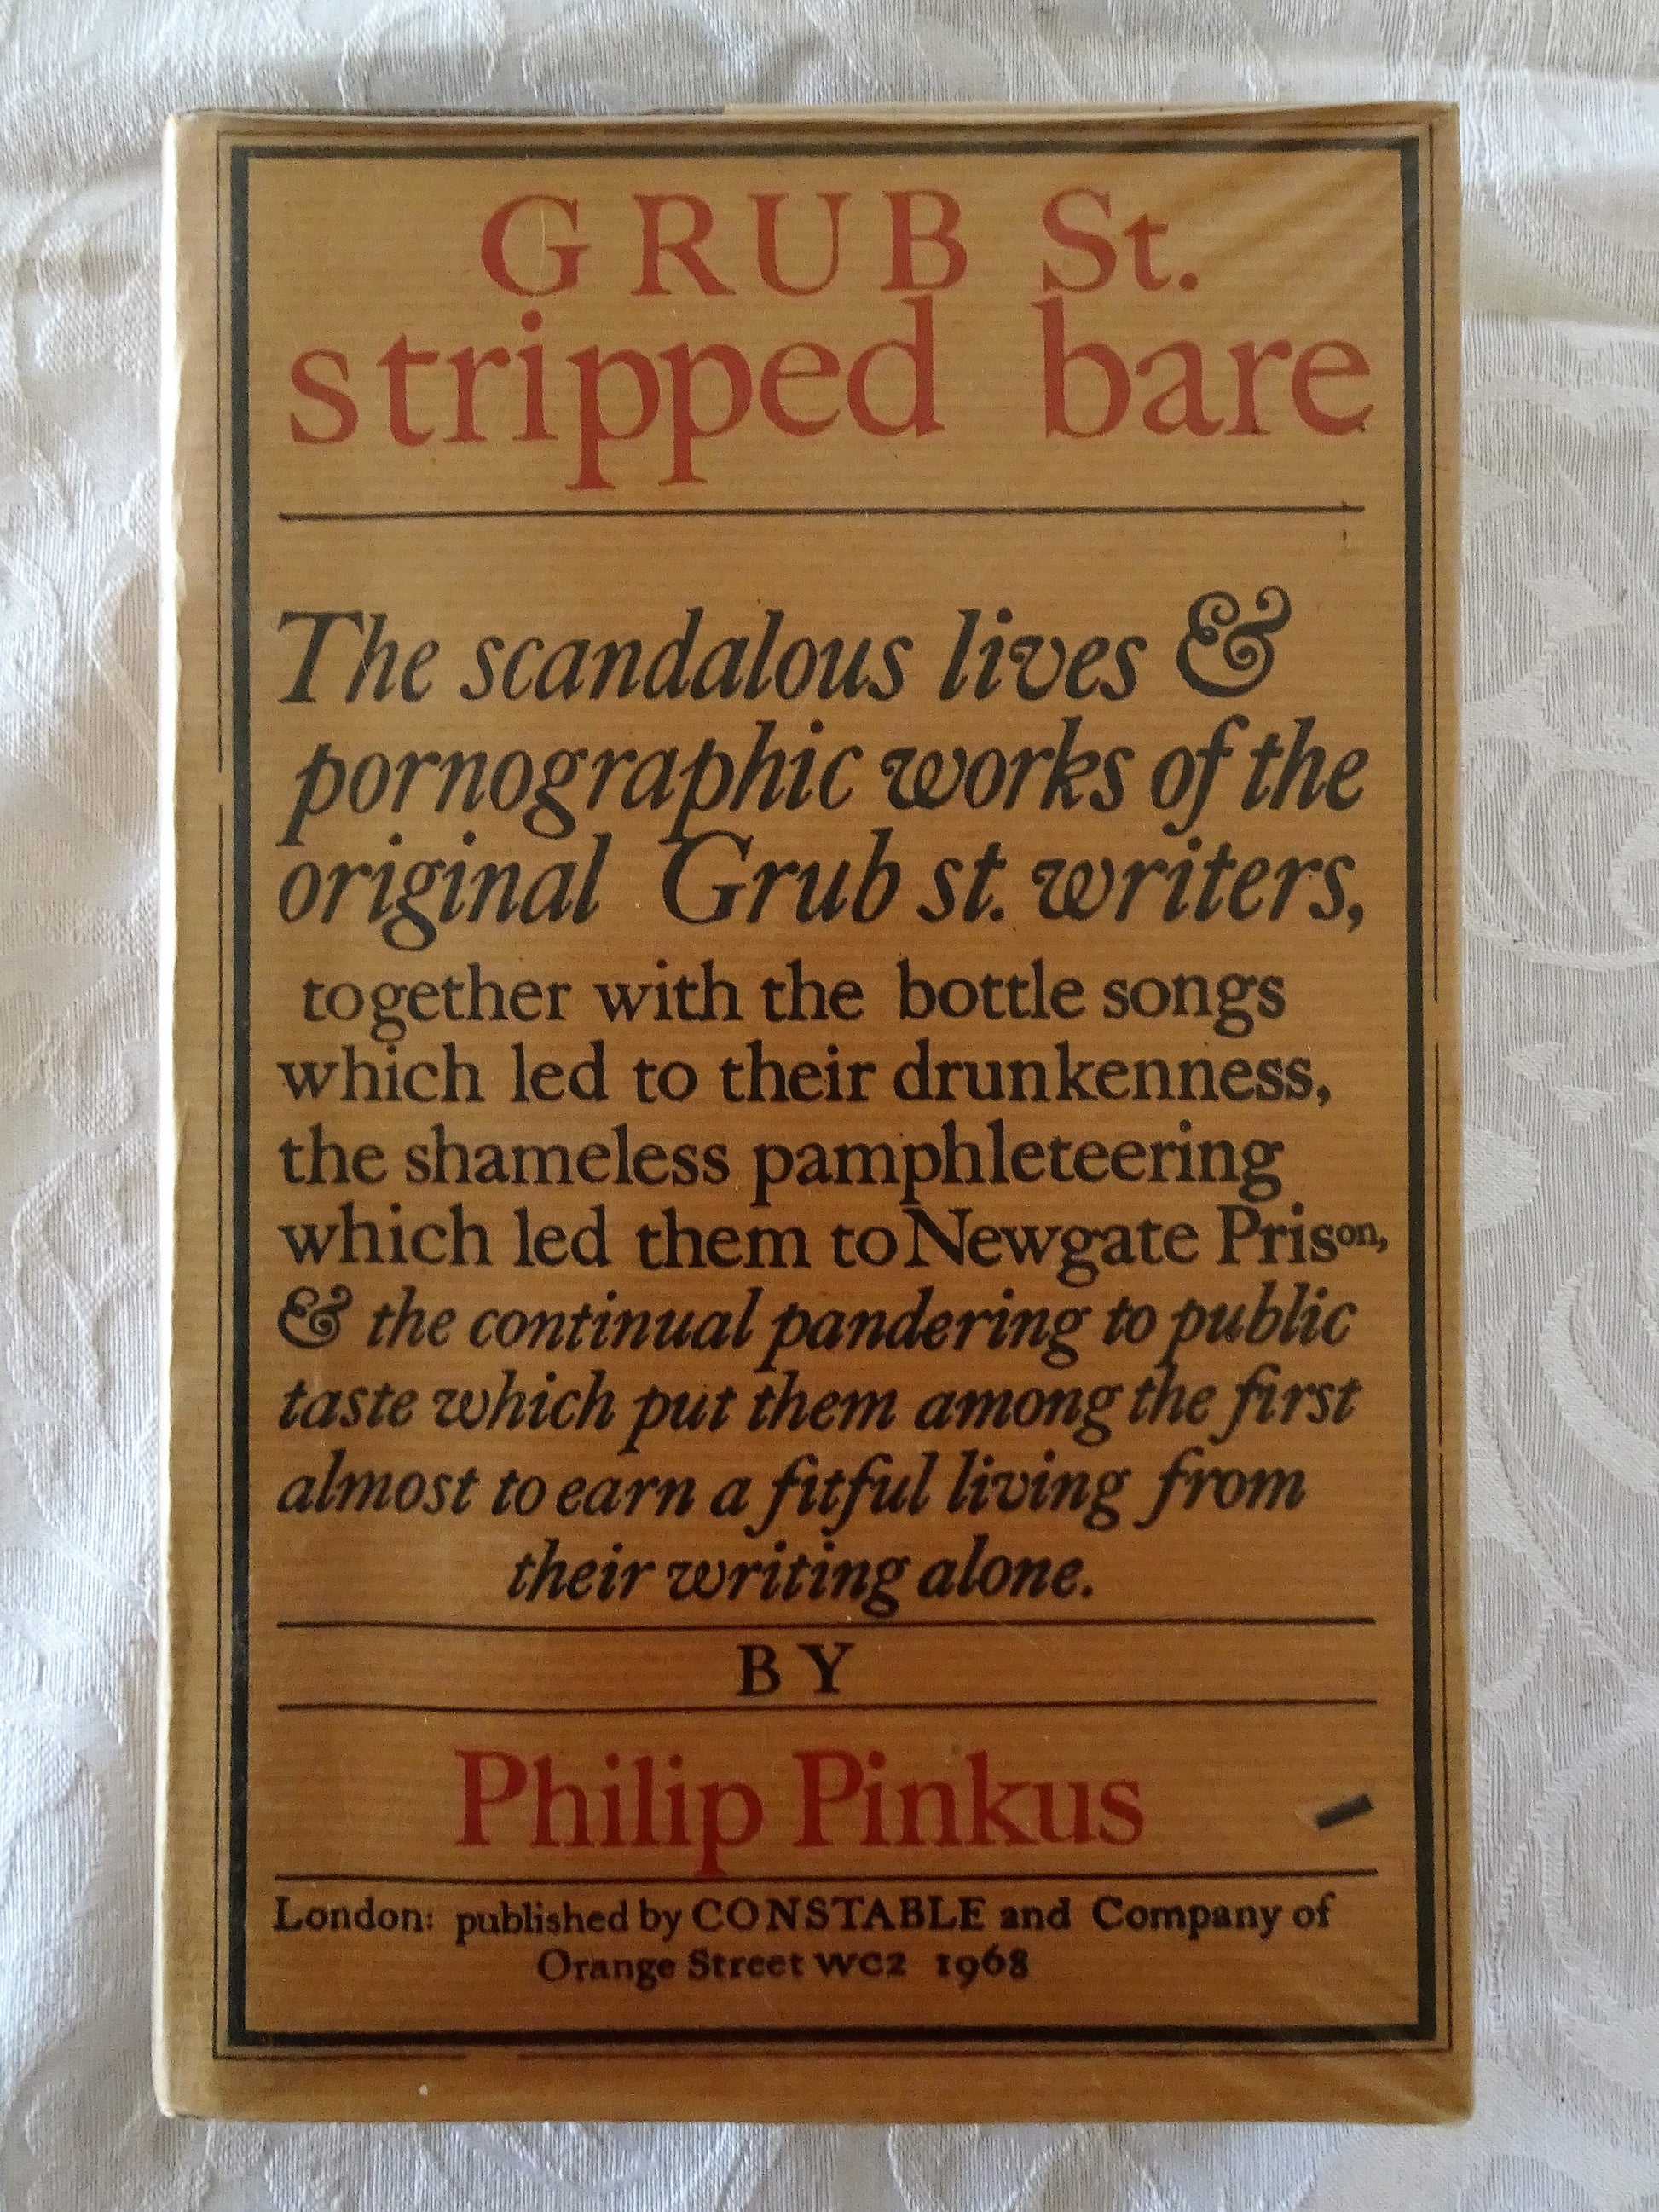 GRUB St.
stripped bare
The scandalous lives &
pornographic works of the
original Grub st. writers,
together with the bottle songs
which led to their drunkenness,
the shameless pamphleteering
which led them to Newgate Prison,
& the continual pandering to public
taste which put them among the first
almost to earn a fitful living from
their writing alone.
BY
Philip Pinkus
London: published by CONSTABLE and Company of
Orange Street WC2 1968